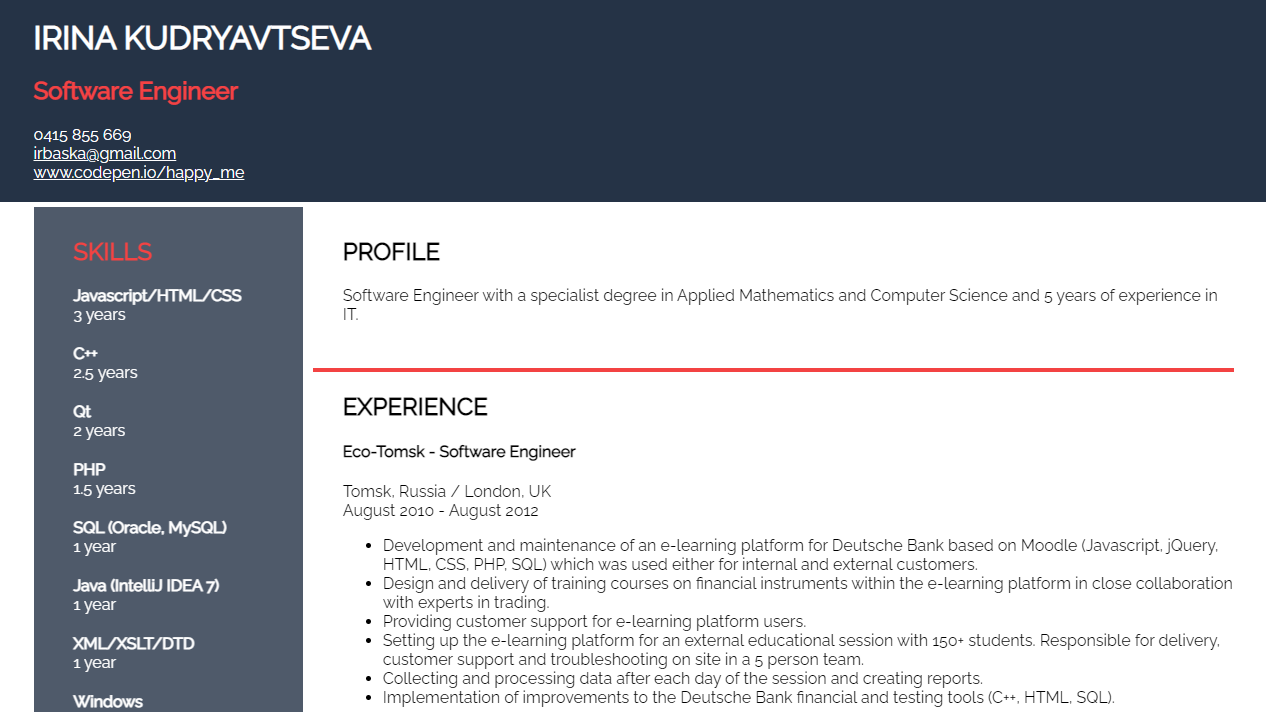 IRINA KUDRYAVTSEVA
Software Engineer
0415 855 669
irbaska@gmail.com
www.codepen.io/happy_me
SKILLS
Javascript/HTML/CSS
3 years
C++
2.5 years
Qt
2 years
PHP
1.5 years
SQL (Oracle, MySQL)
1 year
Java (IntelliJ IDEA 7)
1 year
XML/XSLT/DTD
1 year
Windows
PROFILE
Software Engineer with a specialist degree in Applied Mathematics and Computer Science and 5 years of experience in
IT.
EXPERIENCE
Eco-Tomsk - Software Engineer
Tomsk, Russia / London, UK
August 2010 - August 2012
• Development and maintenance of an e-learning platform for Deutsche Bank based on Moodle (Javascript, jQuery,
HTML, CSS, PHP, SQL) which was used either for internal and external customers.
• Design and delivery of training courses on financial instruments within the e-learning platform in close collaboration
with experts in trading.
• Providing customer support for e-learning platform users.
• Setting up the e-learning platform for an external educational session with 150+ students. Responsible for delivery,
customer support and troubleshooting on site in a 5 person team.
• Collecting and processing data after each day of the session and creating reports.
• Implementation of improvements to the Deutsche Bank financial and testing tools (C++, HTML, SQL).